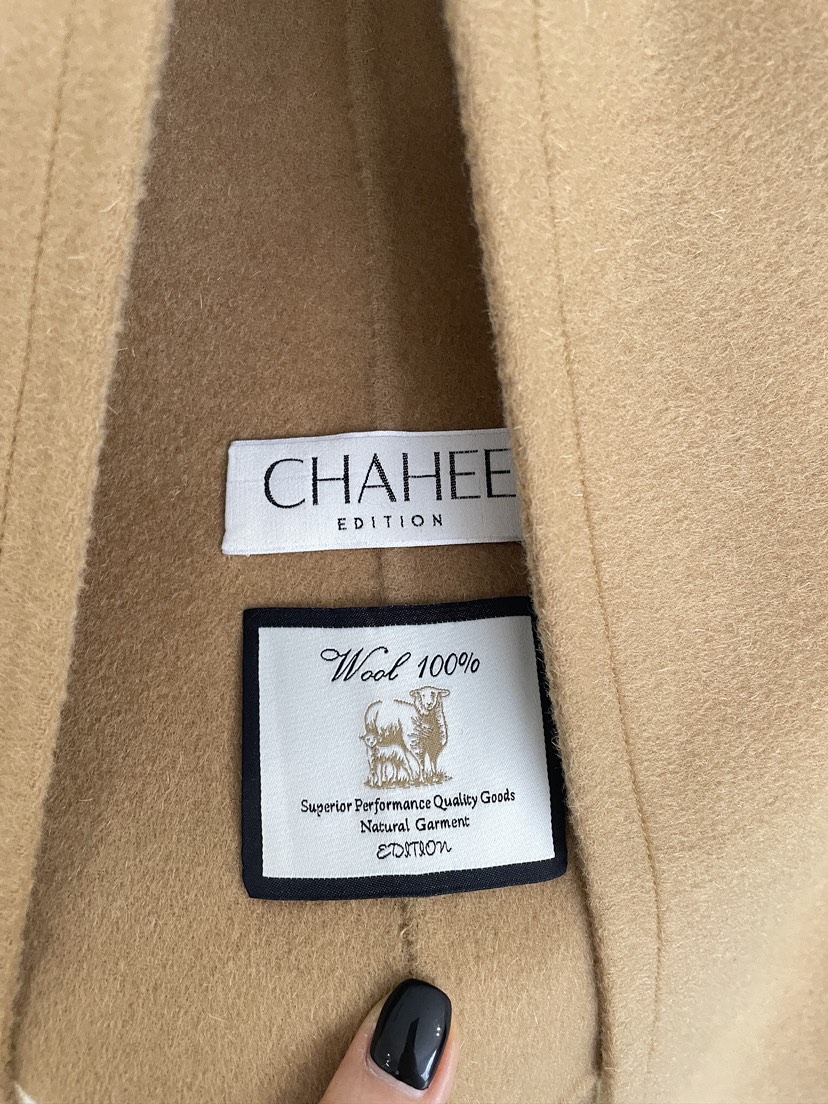 CHAHEE
EDITION
Wool 100%
Superior Performance Quality Goods
Natural Garment
EDITION